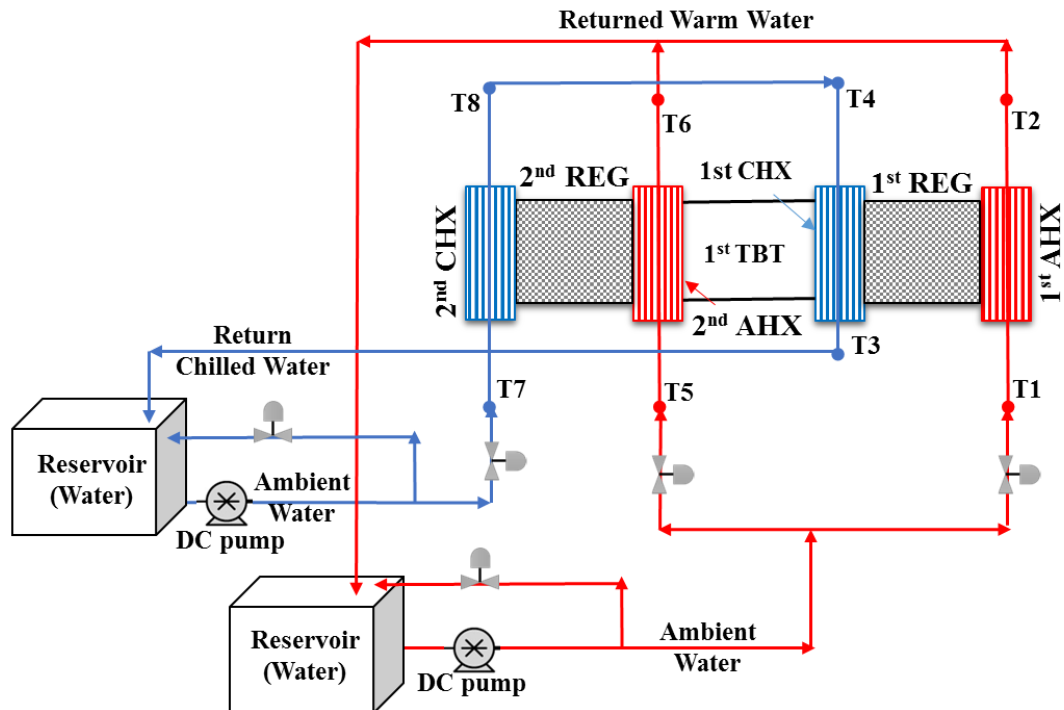 Returned Warm Water
T8
T4
T6
T2
2nd REG
1st CHX
1st REG
2nd CHX
1st TBT
1st AHX
2nd AHX
Return
Chilled Water
T3
T7
T5
T1
Reservoir
(Water)
Ambient
Water
DC pump
Reservoir
(Water)
Ambient
Water
DC pump